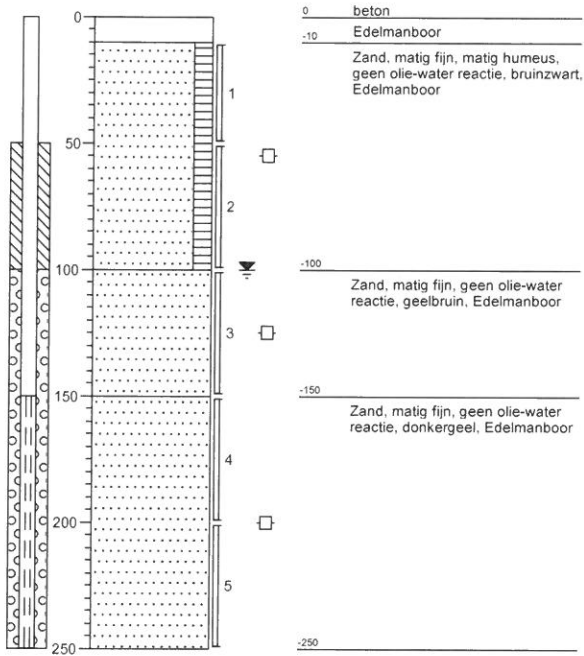 0
50
100
150
200
250
1
2
3
4
5
0 beton
-10 Edelmanboor
Zand, matig fijn, matig humeus,
geen olie-water reactie, bruinzwart,
Edelmanboor
-100
Zand, matig fijn, geen olie-water
reactie, geelbruin, Edelmanboor
-150
Zand, matig fijn, geen olie-water
reactie, donkergeel, Edelmanboor
-250